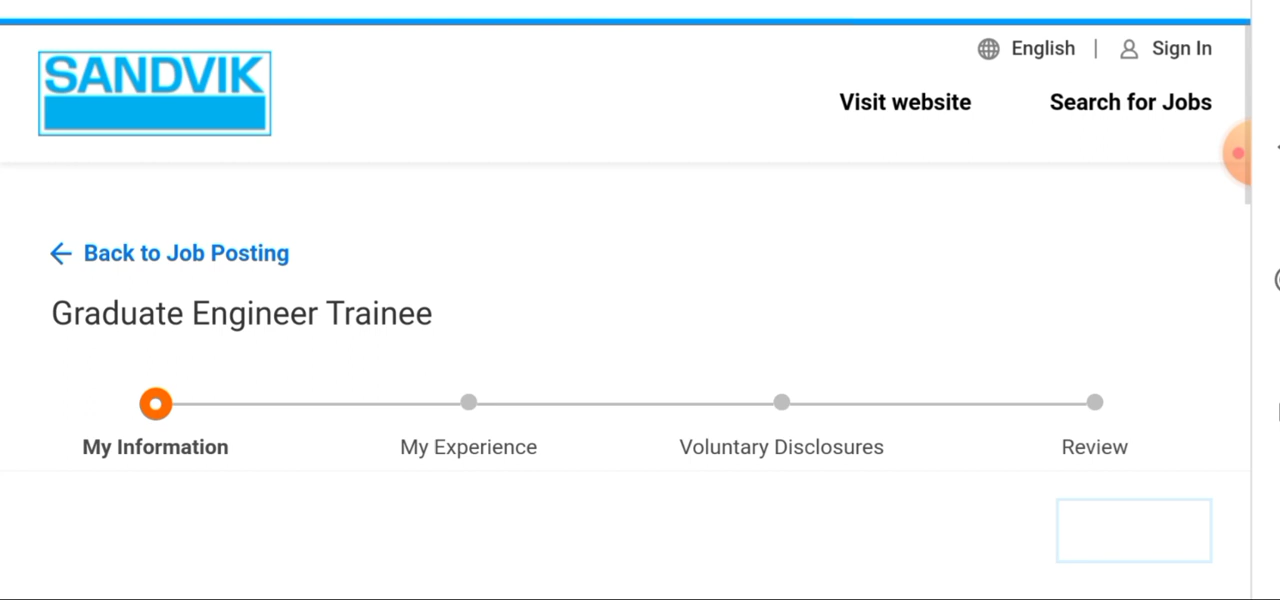 SANDVIK
English | Sign In
Visit website Search for Jobs
Back to Job Posting
Graduate Engineer Trainee
My Information My Experience Voluntary Disclosures Review